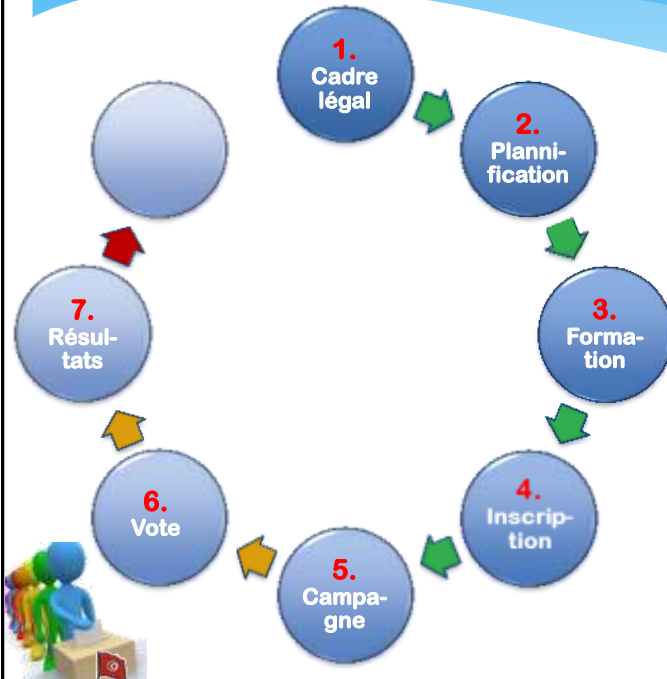 1.
Cadre
légal
2.
Planni-
fication
3.
Forma-
tion
4.
Inscrip-
tion
5.
Campa-
gne
6.
Vote
7.
Résul-
tats